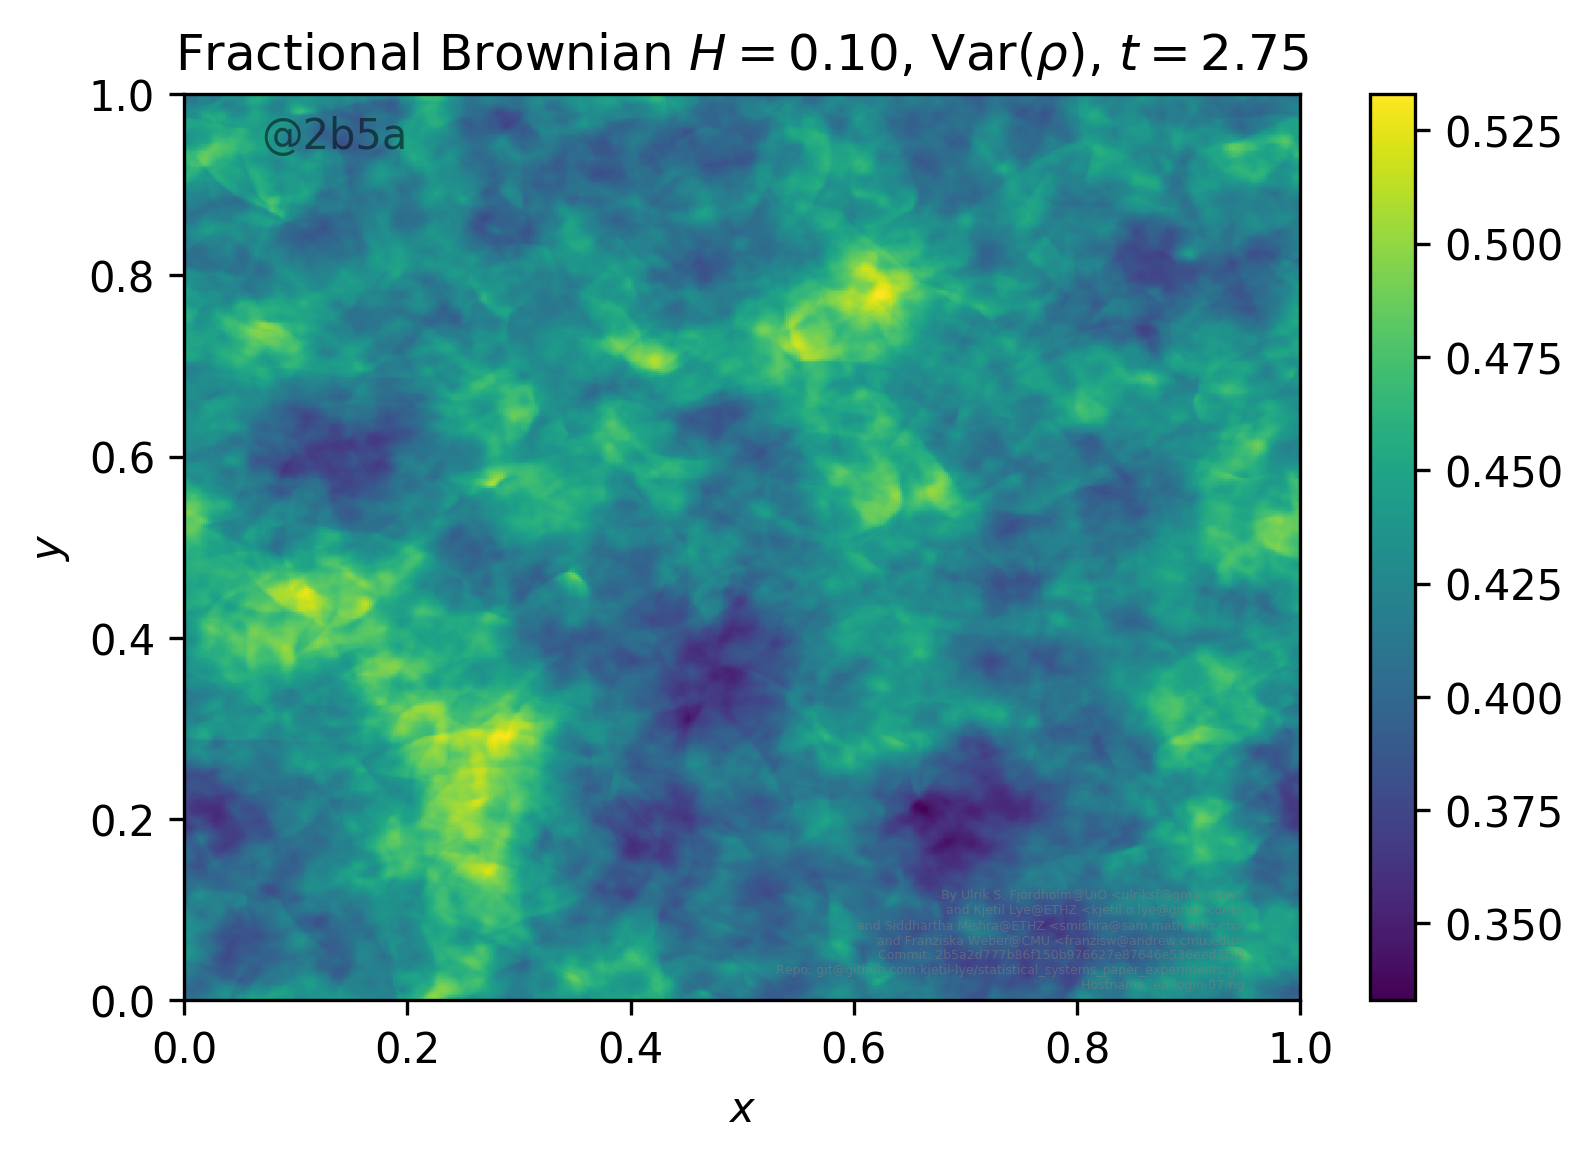 Fractional Brownian H = 0.10, Var(ρ), t = 2.75
@2b5a
1.0
0.8
0.6
0.4
0.2
0.0
y
0.0 0.2 0.4 0.6 0.8 1.0
x
0.525
0.500
0.475
0.450
0.425
0.400
0.375
0.350
By Ulrik S. Fjordholm@UiO
and Kjetil Lye@ETHZ
and Siddhartha Mishra@ETHZ
and Franziska Weber@CMU
Commit:
Repo:
Hostname: